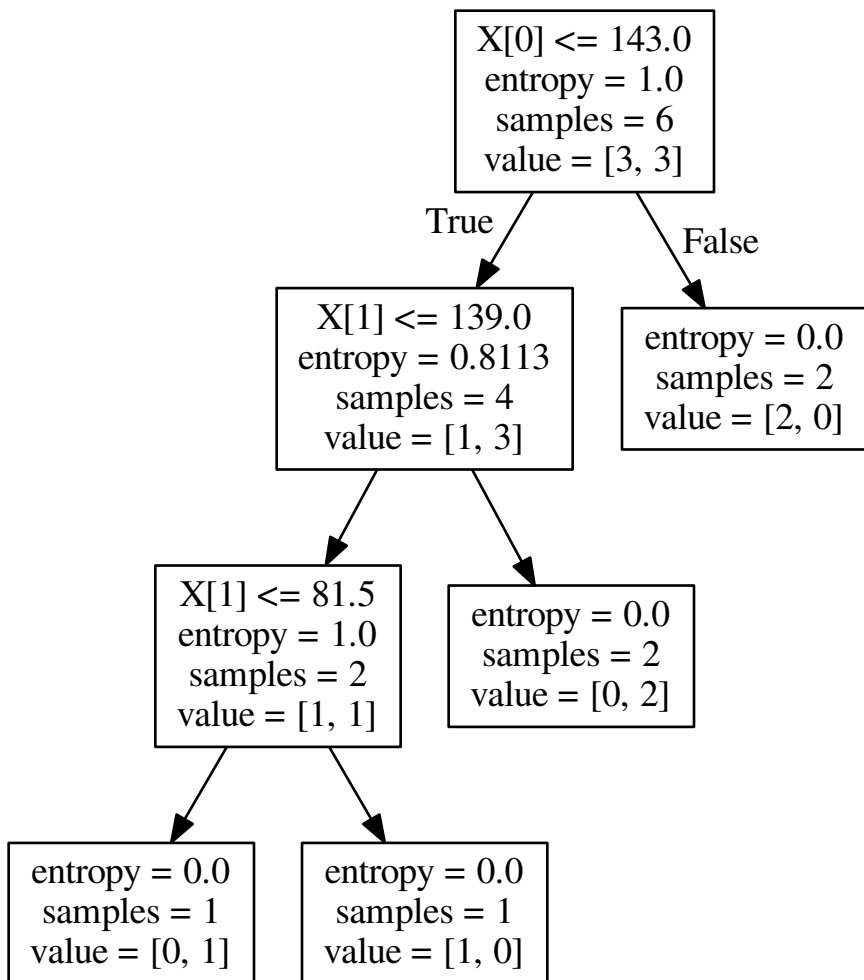 X[0] <= 143.0
entropy = 1.0
samples = 6
value = [3, 3]
True
False
X[1] <= 139.0
entropy = 0.8113
samples = 4
value = [1, 3]
entropy = 0.0
samples = 2
value = [2, 0]
X[1] <= 81.5
entropy = 1.0
samples = 2
value = [1, 1]
entropy = 0.0
samples = 2
value = [0, 2]
entropy = 0.0
samples = 1
value = [0, 1]
entropy = 0.0
samples = 1
value = [1, 0]